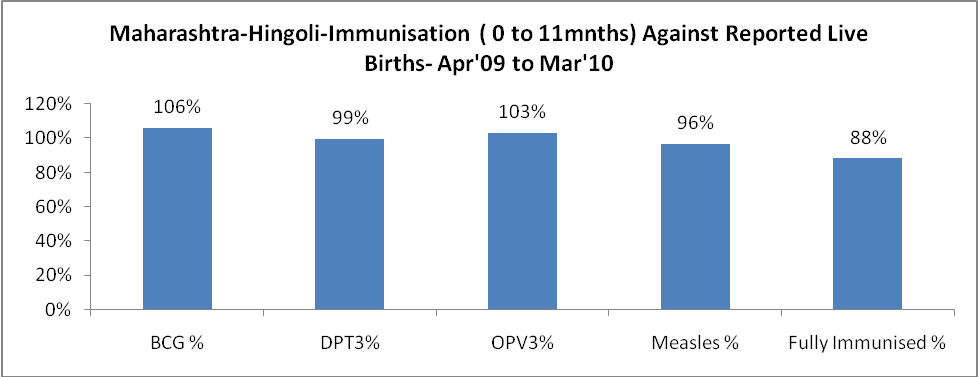 Maharashtra-Hingoli-Immunisation ( 0 to 11mnths) Against Reported Live
Births- Apr'09 to Mar'10
120%
100%
80%
60%
40%
20%
0%
106%
99%
103%
96%
88%
BCG %
DPT3%
OPV3%
Measles %
Fully Immunised %